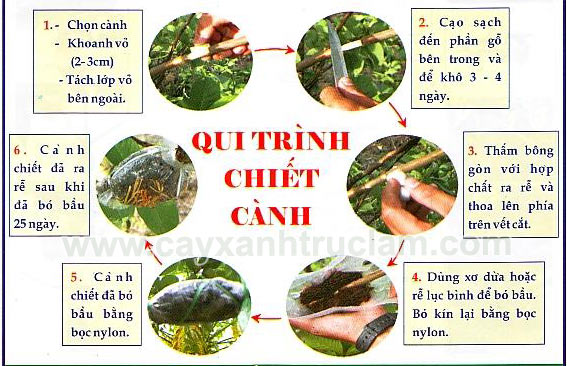 1.- Chọn cành
- Khoanh vỏ
(2-3cm)
- Tách lớp vỏ
bên ngoài.
2. Cạo sạch
đến phần gỗ
bên trong và
để khô 3 - 4
ngày.
3. Thấm bông
gòn với hợp
chất ra rễ và
thoa lên phía
trên vết cắt.
4. Dùng xơ dừa hoặc
rễ lục bình để bó bầu.
Bó kín lại bằng bọc
nylon.
5. Cành
chiết đã bó
bầu bằng
bọc nylon.
6. Cành
chiết đã ra
rễ sau khi
đã bó bầu
25 ngày.
QUI TRÌNH
CHIẾT
CÀNH
www.cayxanhtruclam.com